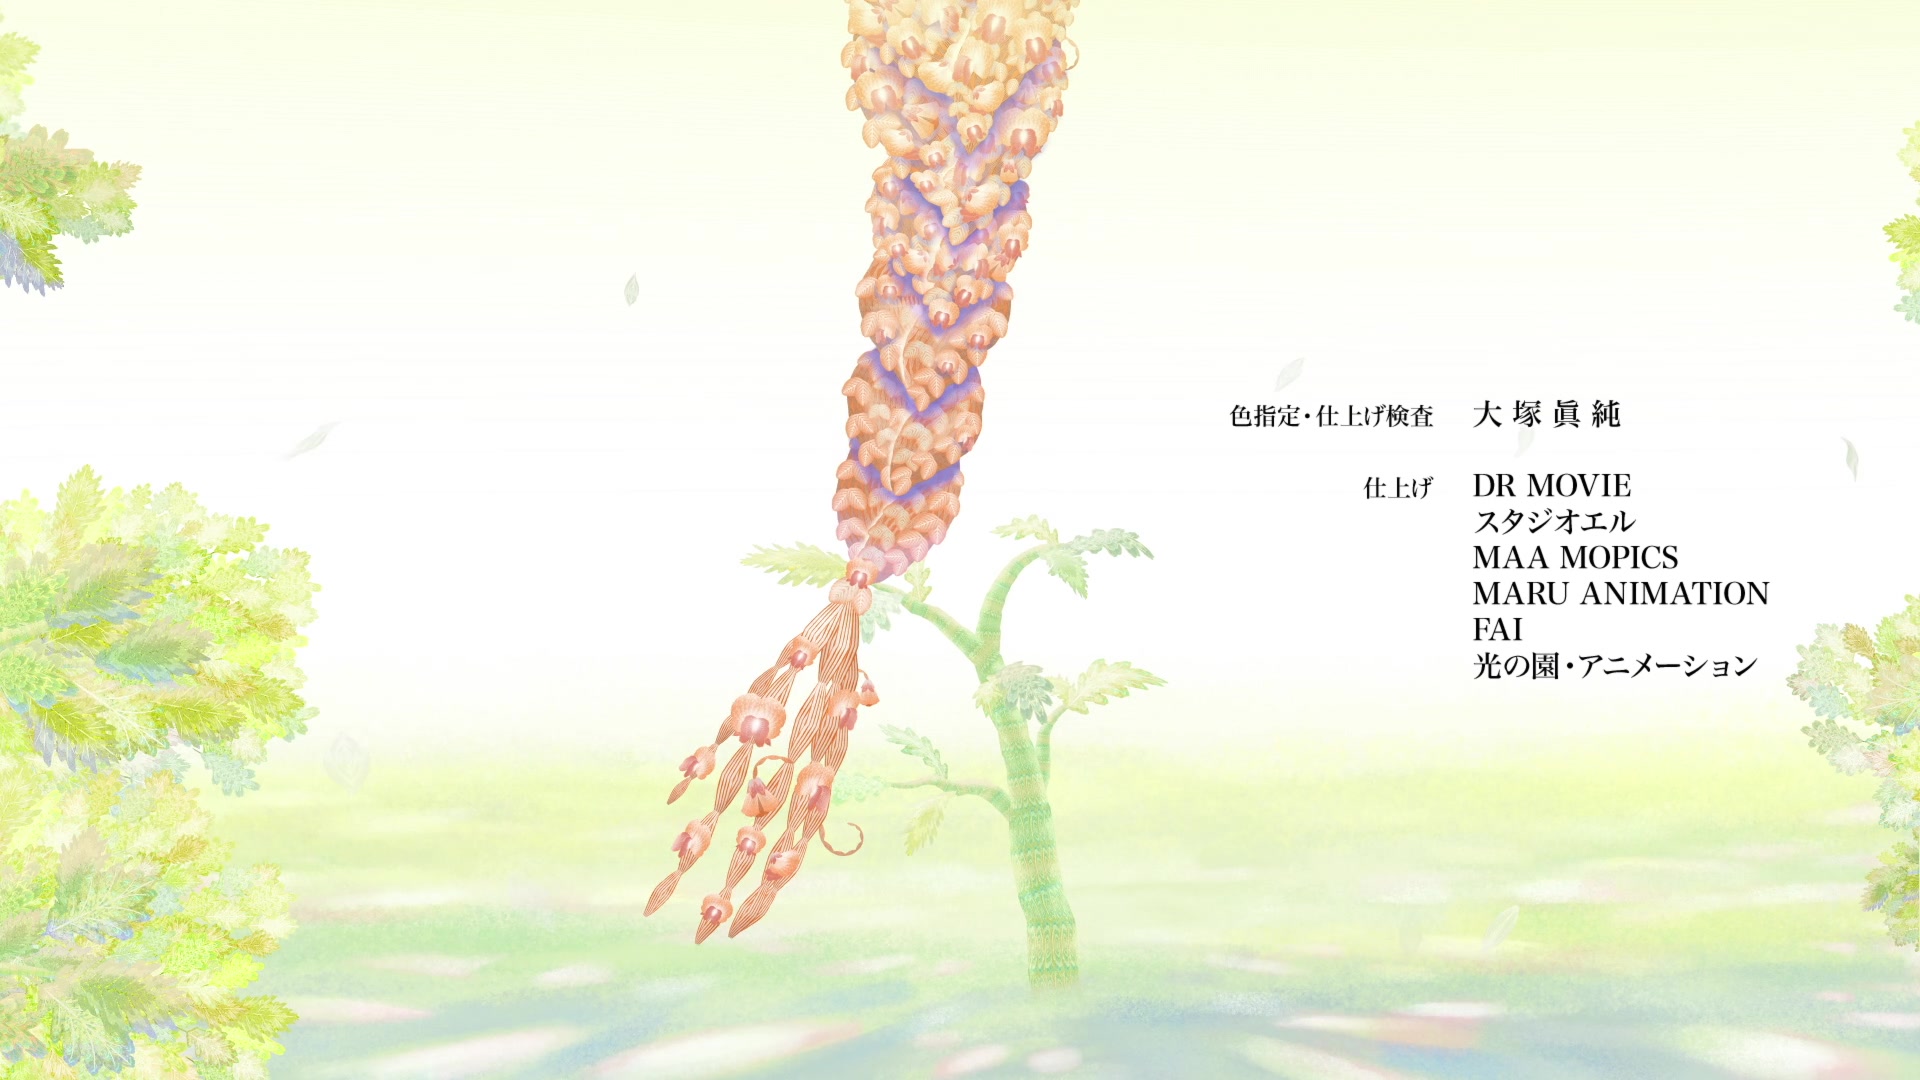 色指定・仕上げ検査 大塚眞純
仕上げ DR MOVIE
スタジオエル
MAA MOPICS
MARU ANIMATION
FAI
光の園・アニメーション